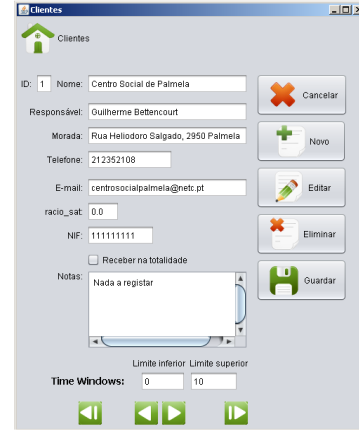 Clientes
Clientes
ID: 1 Nome: Centro Social de Palmela
Cancelar
Responsável: Guilherme Bettencourt
Morada: Rua Heliodoro Salgado, 2950 Palmela
Novo
Telefone: 212352108
E-mail: centrosocialpalmela@netc.pt
Editar
racio_sat: 0.0
NIF: 111111111
Eliminar
Receber na totalidade
Notas: Nada a registar
Guardar
Limite inferior Limite superior
Time Windows: 0 10